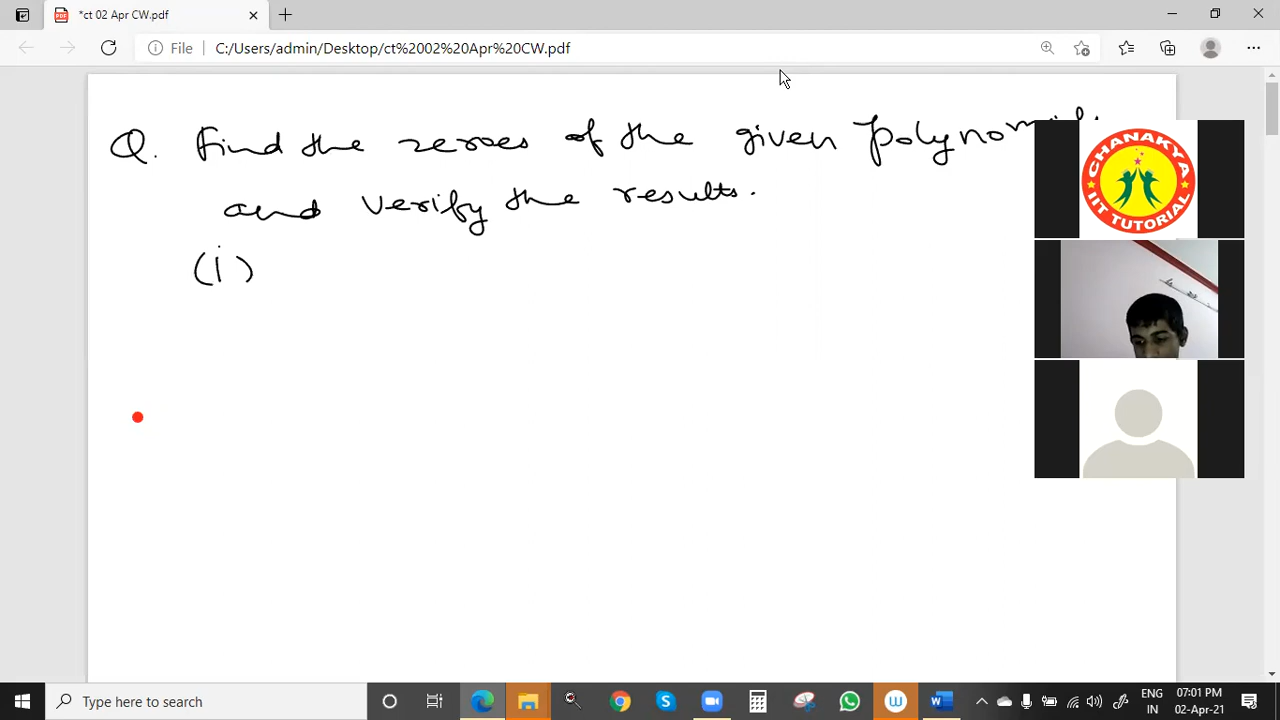 *ct 02 Apr CW.pdf
File C:/Users/admin/Desktop/ct%2002%20Apr%20CW.pdf
Q. Find the zeroes of the given
and verify the results.
(i)
CHANAKYA
IIT TUTORIAL
Type here to search
ENG
IN
07:01 PM
02-Apr-21